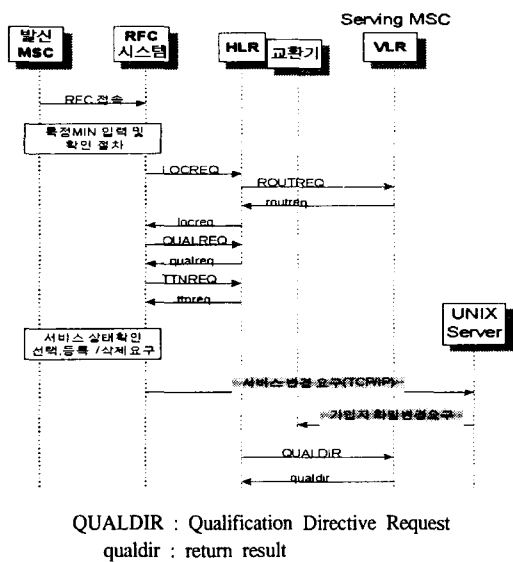 Serving MSC
발신 MSC
RFC 시스템
HLR
교환기
VLR
RFC 접속
특정MIN 입력 및
확인 절차
LOCREQ
ROUTREQ
routreq
locreq
QUALREQ
qualreq
TTNREQ
ttnreq
UNIX
Server
서비스 상태확인
선택,등록 /삭제요구
서비스 변경 요구(TCP/IP)
가입자 화일변경요구
QUALDIR
qualdir
QUALDIR : Qualification Directive Request
qualdir : return result